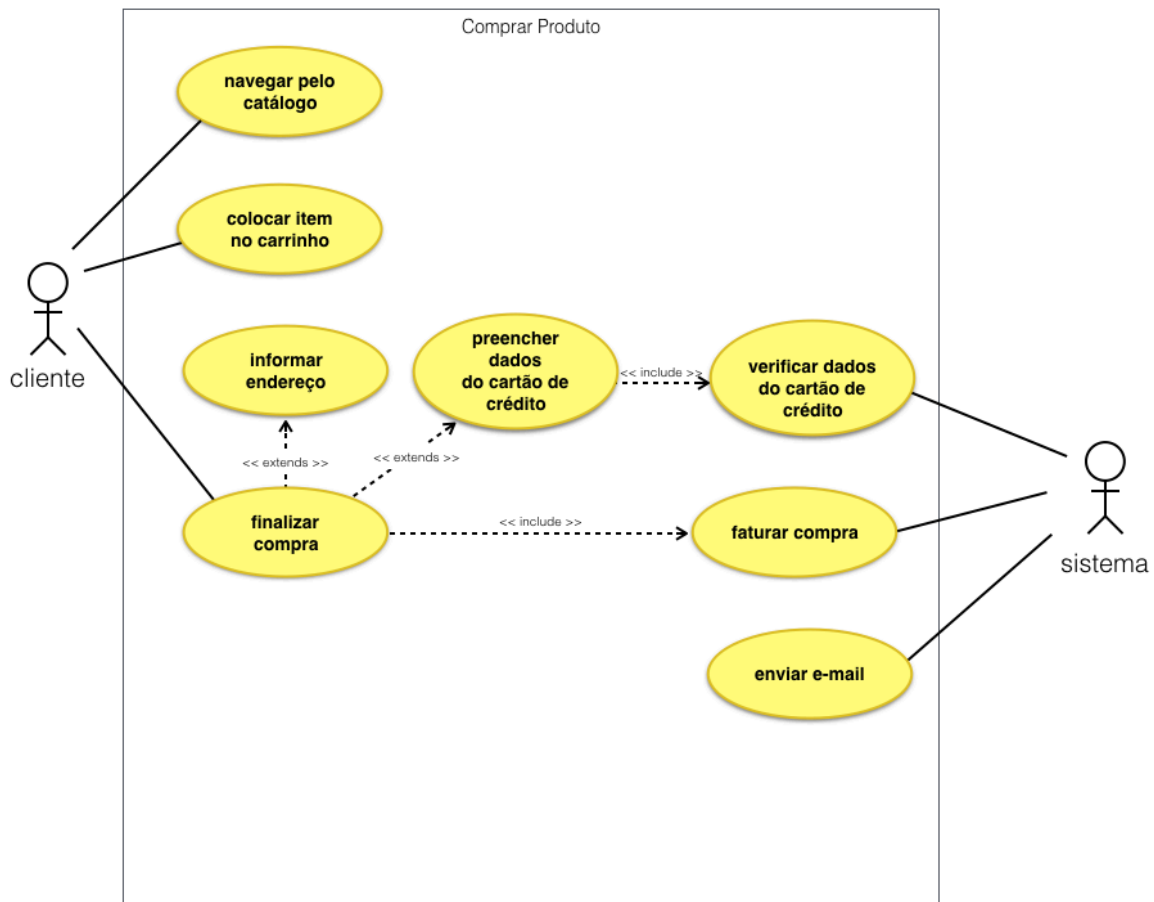 Comprar Produto
navegar pelo
catálogo
colocar item
no carrinho
cliente
informar
endereço
preencher
dados
do cartão de
crédito
<< include >>
verificar dados
do cartão de
crédito
<< extends >>
<< extends >>
finalizar
compra
<< include >>
faturar compra
sistema
enviar e-mail